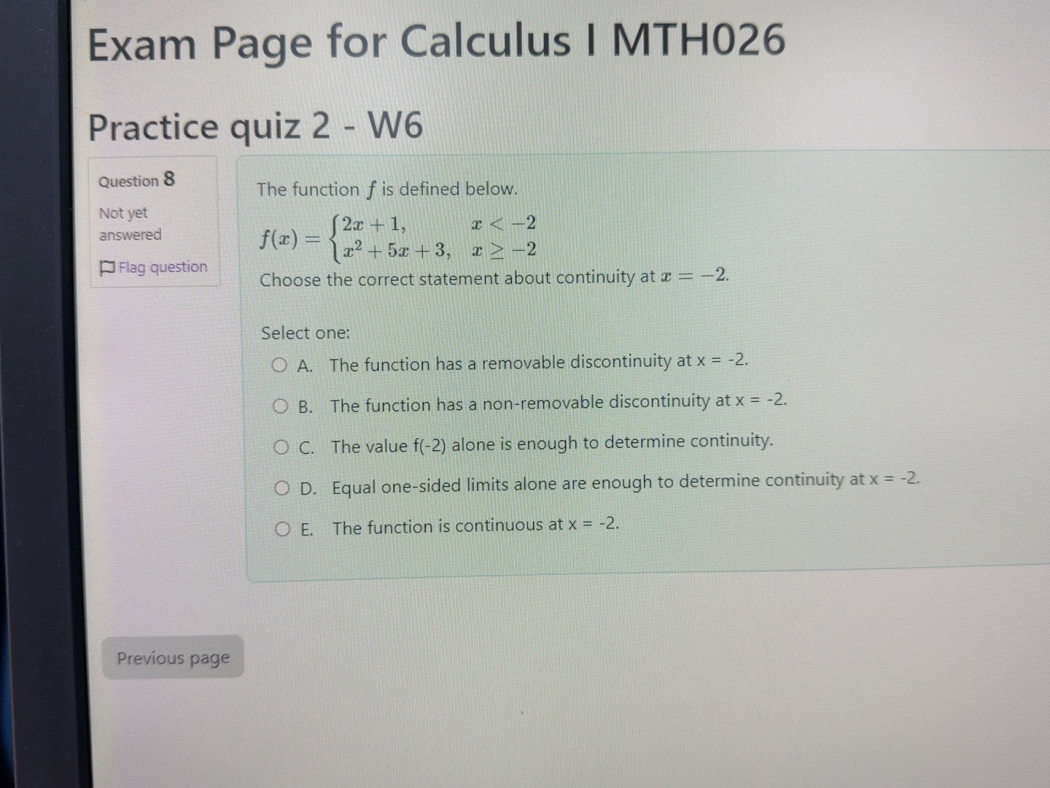 Exam Page for Calculus I MTH026
Practice quiz 2 - W6
Question 8
Not yet
answered
Flag question
The function f is defined below.
f(x) = { 2x + 1, x < −2
x² + 5x + 3, x ≥ −2
Choose the correct statement about continuity at x = −2.
Select one:
A. The function has a removable discontinuity at x = -2.
B. The function has a non-removable discontinuity at x = -2.
C. The value f(-2) alone is enough to determine continuity.
D. Equal one-sided limits alone are enough to determine continuity at x = -2.
E. The function is continuous at x = -2.
Previous page